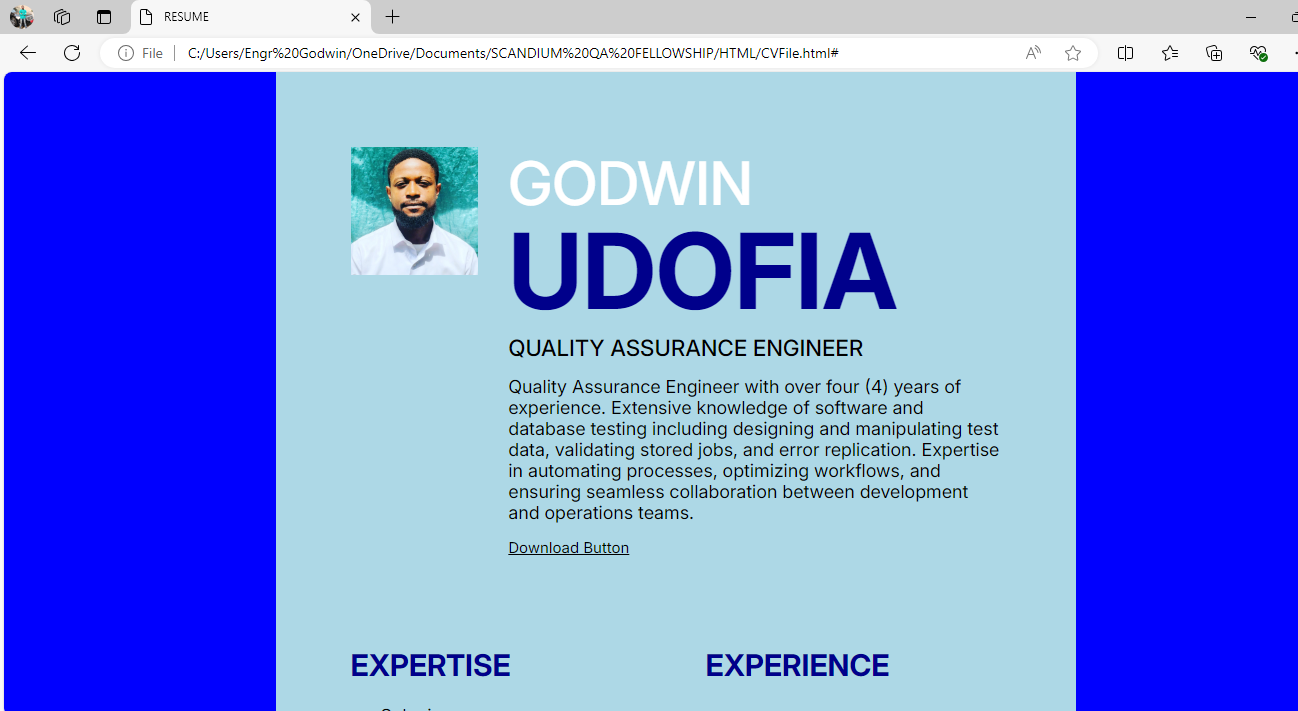 RESUME
File
C:/Users/Engr%20Godwin/OneDrive/Documents/SCANDIUM%20QA%20FELLOWSHIP/HTML/CVFile.html#
GODWIN
UDOFIA
QUALITY ASSURANCE ENGINEER
Quality Assurance Engineer with over four (4) years of
experience. Extensive knowledge of software and
database testing including designing and manipulating test
data, validating stored jobs, and error replication. Expertise
in automating processes, optimizing workflows, and
ensuring seamless collaboration between development
and operations teams.
Download Button
EXPERTISE
EXPERIENCE